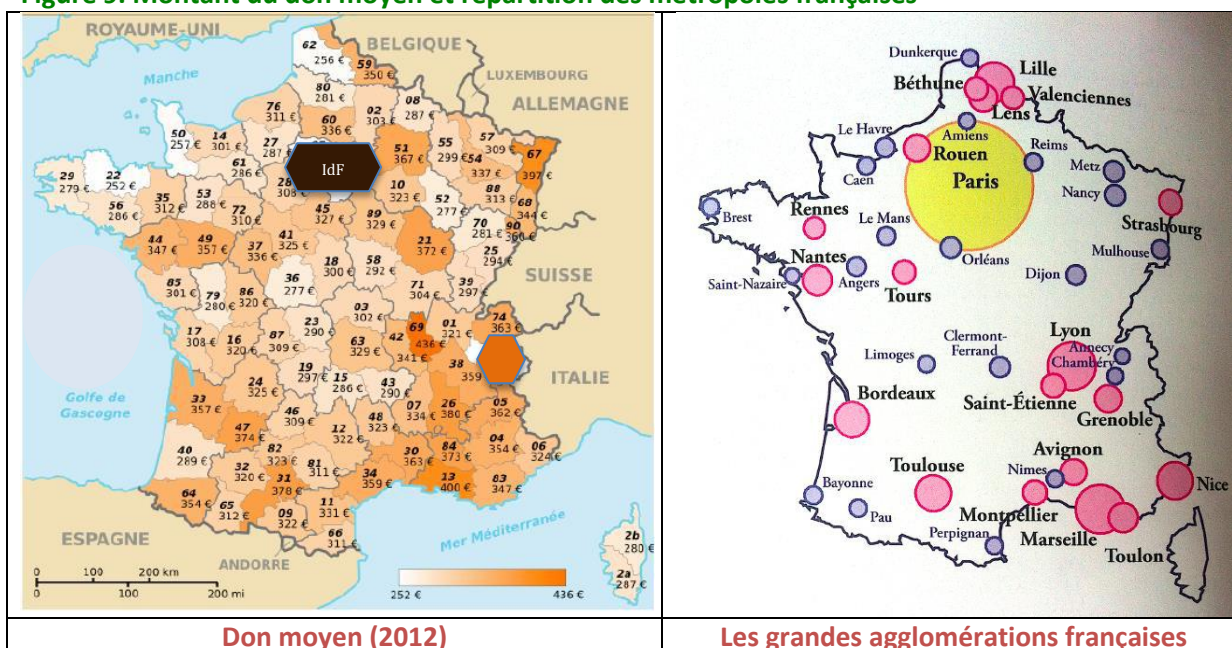 Montant du don moyen et répartition des métropoles françaises
ROYAUME-UNI
BELGIQUE
LUXEMBOURG
ALLEMAGNE
Manche
62
256 €
59
350 €
80
281 €
76
311 €
02
303 €
08
287 €
60
336 €
50
257 €
14
301 €
27
287 €
IdF
51
367 €
55
299 €
57
309 €
54
337 €
67
397 €
61
286 €
29
279 €
22
252 €
56
286 €
35
312 €
53
288 €
72
310 €
28
308
10
323 €
52
277 €
88
313 €
68
344 €
45
327 €
89
329 €
70
281 €
90
360 €
44
347 €
49
357 €
37
336 €
41
325 €
18
300 €
58
292 €
21
372 €
25
294 €
SUISSE
85
301 €
79
280 €
86
320 €
36
277 €
71
304 €
39
297 €
03
302 €
17
308 €
16
320 €
87
309 €
23
290 €
63
329 €
42
341 €
69
436 €
01
321 €
74
363 €
38
359
ITALIE
Golfe de
Gascogne
24
325 €
19
297 €
15
286 €
43
290 €
33
357 €
47
374 €
46
309 €
12
322 €
48
323 €
07
334 €
26
380 €
05
362 €
04
354 €
06
324 €
40
289 €
32
320 €
82
323 €
81
311 €
30
363 €
84
373 €
34
359 €
13
400 €
83
347 €
64
354 €
65
312 €
31
378 €
09
322 €
11
331 €
66
311 €
ESPAGNE
ANDORRE
Mer Méditerranée
2b
280 €
2a
287 €
0 100 200 km
0 100 200 mi
252 € 436 €
Don moyen (2012)
Dunkerque
Lille
Béthune
Valenciennes
Lens
Amiens
Le Havre
Rouen
Reims
Caen
Paris
Metz
Nancy
Strasbourg
Brest
Rennes
Le Mans
Nantes
Orléans
Mulhouse
Saint-Nazaire
Angers
Tours
Dijon
Lyon
Clermont-
Ferrand
Annecy
Limoges
Chambéry
Bordeaux
Saint-Étienne
Grenoble
Avignon
Toulouse
Nimes
Bayonne
Nice
Pau
Montpellier
Perpignan
Marseille
Toulon
Les grandes agglomérations françaises